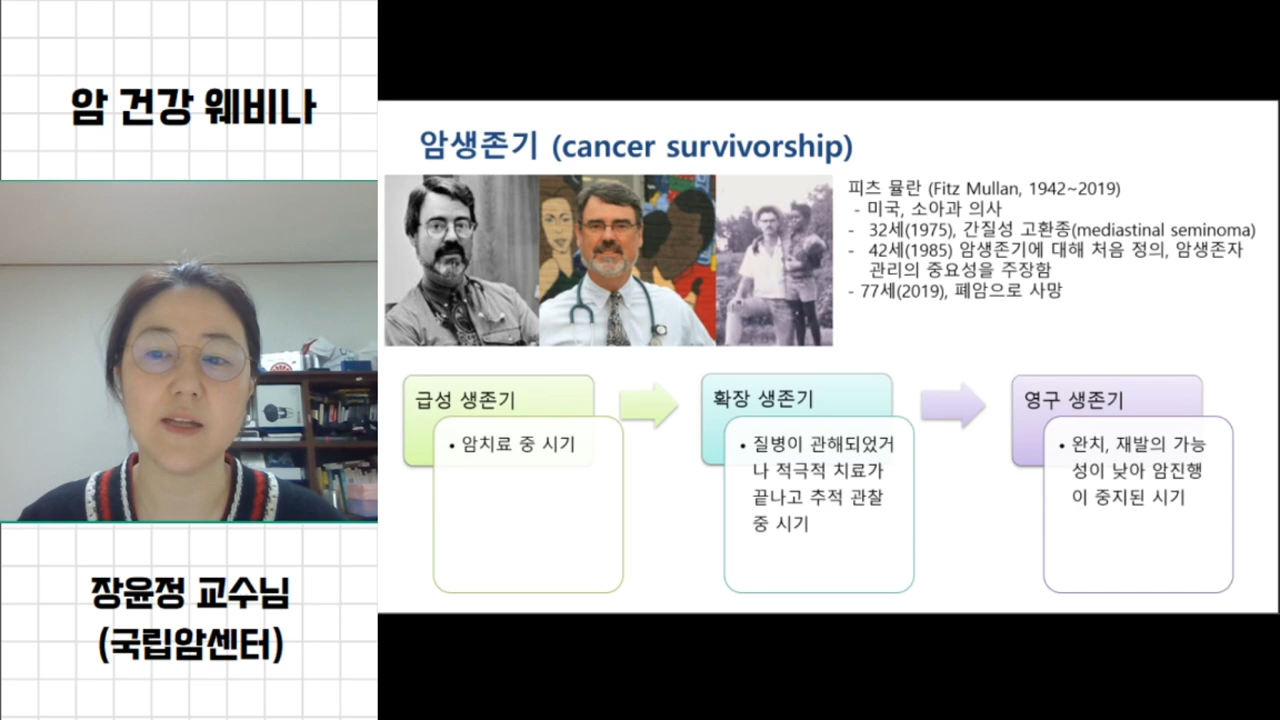 암 건강 웨비나
장윤정 교수님
(국립암센터)
암생존기 (cancer survivorship)
피츠 뮬란 (Fitz Mullan, 1942~2019)
- 미국, 소아과 의사
- 32세(1975), 간질성 고환종(mediastinal seminoma)
- 42세(1985) 암생존기에 대해 처음 정의, 암생존자
관리의 중요성을 주장함
- 77세(2019), 폐암으로 사망
급성 생존기
• 암치료 중 시기
확장 생존기
• 질병이 관해되었거
나 적극적 치료가
끝나고 추적 관찰
중 시기
영구 생존기
• 완치, 재발의 가능
성이 낮아 암진행
이 중지된 시기